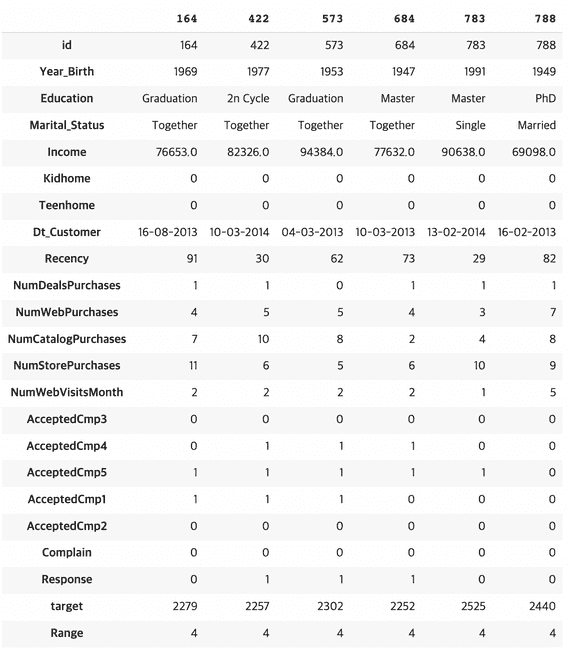 164 422 573 684 783 788
id 164 422 573 684 783 788
Year_Birth 1969 1977 1953 1947 1991 1949
Education Graduation 2n Cycle Graduation Master Master PhD
Marital_Status Together Together Together Together Single Married
Income 76653.0 82326.0 94384.0 77632.0 90638.0 69098.0
Kidhome 0 0 0 0 0 0
Teenhome 0 0 0 0 0 0
Dt_Customer 16-08-2013 10-03-2014 04-03-2013 10-03-2013 13-02-2014 16-02-2013
Recency 91 30 62 73 29 82
NumDealsPurchases 1 1 0 1 1 1
NumWebPurchases 4 5 5 4 3 7
NumCatalogPurchases 7 10 8 2 4 8
NumStorePurchases 11 6 5 6 10 9
NumWebVisitsMonth 2 2 2 2 1 5
AcceptedCmp3 0 0 0 0 0 0
AcceptedCmp4 0 1 1 1 0 0
AcceptedCmp5 1 1 1 1 1 0
AcceptedCmp1 1 1 1 0 0 0
AcceptedCmp2 0 0 0 0 0 0
Complain 0 0 0 0 0 0
Response 0 1 1 1 0 0
target 2279 2257 2302 2252 2525 2440
Range 4 4 4 4 4 4